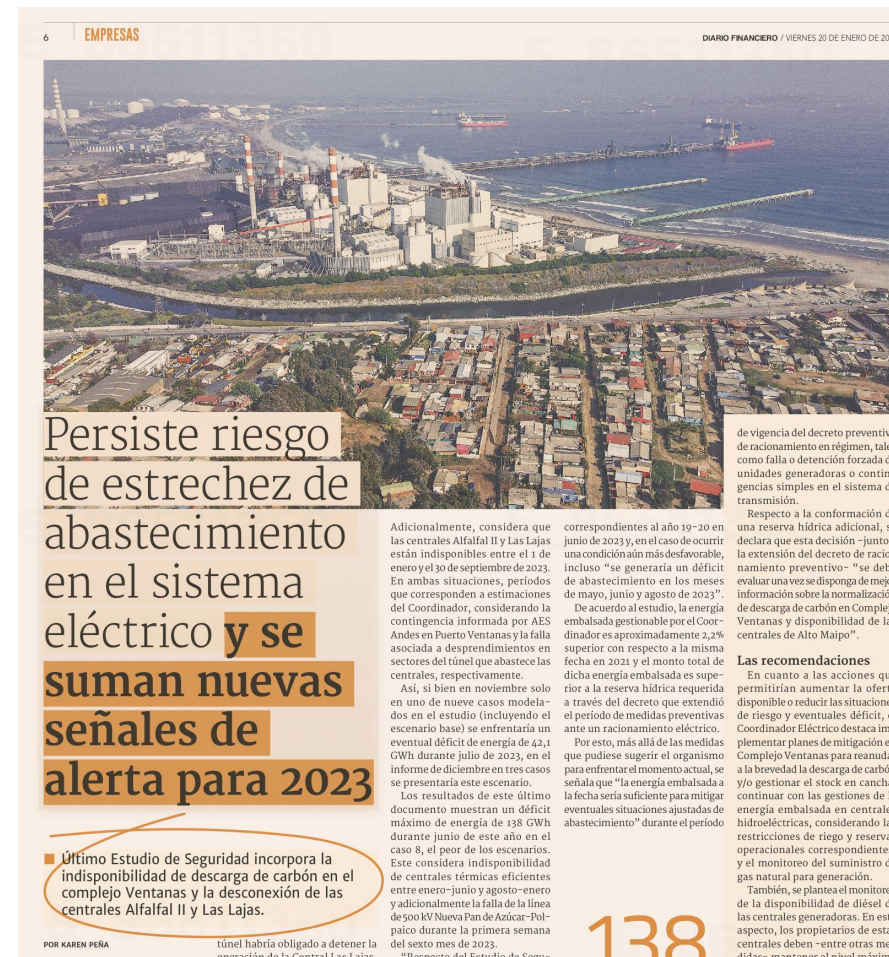 6
EMPRESAS
DIARIO FINANCIERO / VIERNES 20 DE ENERO DE 20
Persiste riesgo
de estrechez de
abastecimiento
en el sistema
eléctrico y se
suman nuevas
señales de
alerta para 2023
■ Último Estudio de Seguridad incorpora la
indisponibilidad de descarga de carbón en el
complejo Ventanas y la desconexión de las
centrales Alfalfal II y Las Lajas.
POR KAREN PEÑA
túnel habría obligado a detener la
operación de la Central Las Lajas
Adicionalmente, considera que
las centrales Alfalfal II y Las Lajas
están indisponibles entre el 1 de
enero y el 30 de septiembre de 2023.
En ambas situaciones, períodos
que corresponden a estimaciones
del Coordinador, considerando la
contingencia informada por AES
Andes en Puerto Ventanas y la falla
asociada a desprendimientos en
sectores del túnel que abastece las
centrales, respectivamente.
Así, si bien en noviembre solo
en uno de nueve casos modela-
dos en el estudio (incluyendo el
escenario base) se enfrentaría un
eventual déficit de energía de 42,1
GWh durante julio de 2023, en el
informe de diciembre en tres casos
se presentaría este escenario.
Los resultados de este último
documento muestran un déficit
máximo de energía de 138 GWh
durante junio de este año en el
caso 8, el peor de los escenarios.
Este considera indisponibilidad
de centrales térmicas eficientes
entre enero-junio y agosto-enero
y adicionalmente la falla de la línea
de 500 kV Nueva Pan de Azúcar-Pol-
paico durante la primera semana
del sexto mes de 2023.
“Respecto del Estudio de Segu-
correspondientes al año 19-20 en
junio de 2023 y, en el caso de ocurrir
una condición aún más desfavorable,
incluso “se generaría un déficit
de abastecimiento en los meses
de mayo, junio y agosto de 2023”.
De acuerdo al estudio, la energía
embalsada gestionable por el Coor-
dinador es aproximadamente 2,2%
superior con respecto a la misma
fecha en 2021 y el monto total de
dicha energía embalsada es supe-
rior a la reserva hídrica requerida
a través del decreto que extendió
el período de medidas preventivas
ante un racionamiento eléctrico.
Por esto, más allá de las medidas
que pudiese sugerir el organismo
para enfrentar el momento actual, se
señala que “la energía embalsada a
la fecha sería suficiente para mitigar
eventuales situaciones ajustadas de
abastecimiento” durante el período
138
de vigencia del decreto preventiv
de racionamiento en régimen, tale
como falla o detención forzada d
unidades generadoras o contin
gencias simples en el sistema d
transmisión.
Respecto a la conformación d
una reserva hídrica adicional, s
declara que esta decisión -junto
la extensión del decreto de racio
namiento preventivo- “se deb
evaluar una vez se disponga de mejo
información sobre la normalizació
de descarga de carbón en Complej
Ventanas y disponibilidad de la
centrales de Alto Maipo”.
Las recomendaciones
En cuanto a las acciones qu
permitirían aumentar la ofert
disponible o reducir las situacione
de riesgo y eventuales déficit, e
Coordinador Eléctrico destaca im
plementar planes de mitigación e
Complejo Ventanas para reanuda
a la brevedad la descarga de carbó
y/o gestionar el stock en cancha
continuar con las gestiones de l
energía embalsada en centrale
hidroeléctricas, considerando la
restricciones de riego y reserva
operacionales correspondiente
y el monitoreo del suministro d
gas natural para generación.
También, se plantea el monitore
de la disponibilidad de diésel d
las centrales generadoras. En est
aspecto, los propietarios de esta
centrales deben -entre otras me
didas- mantener el nivel máxim